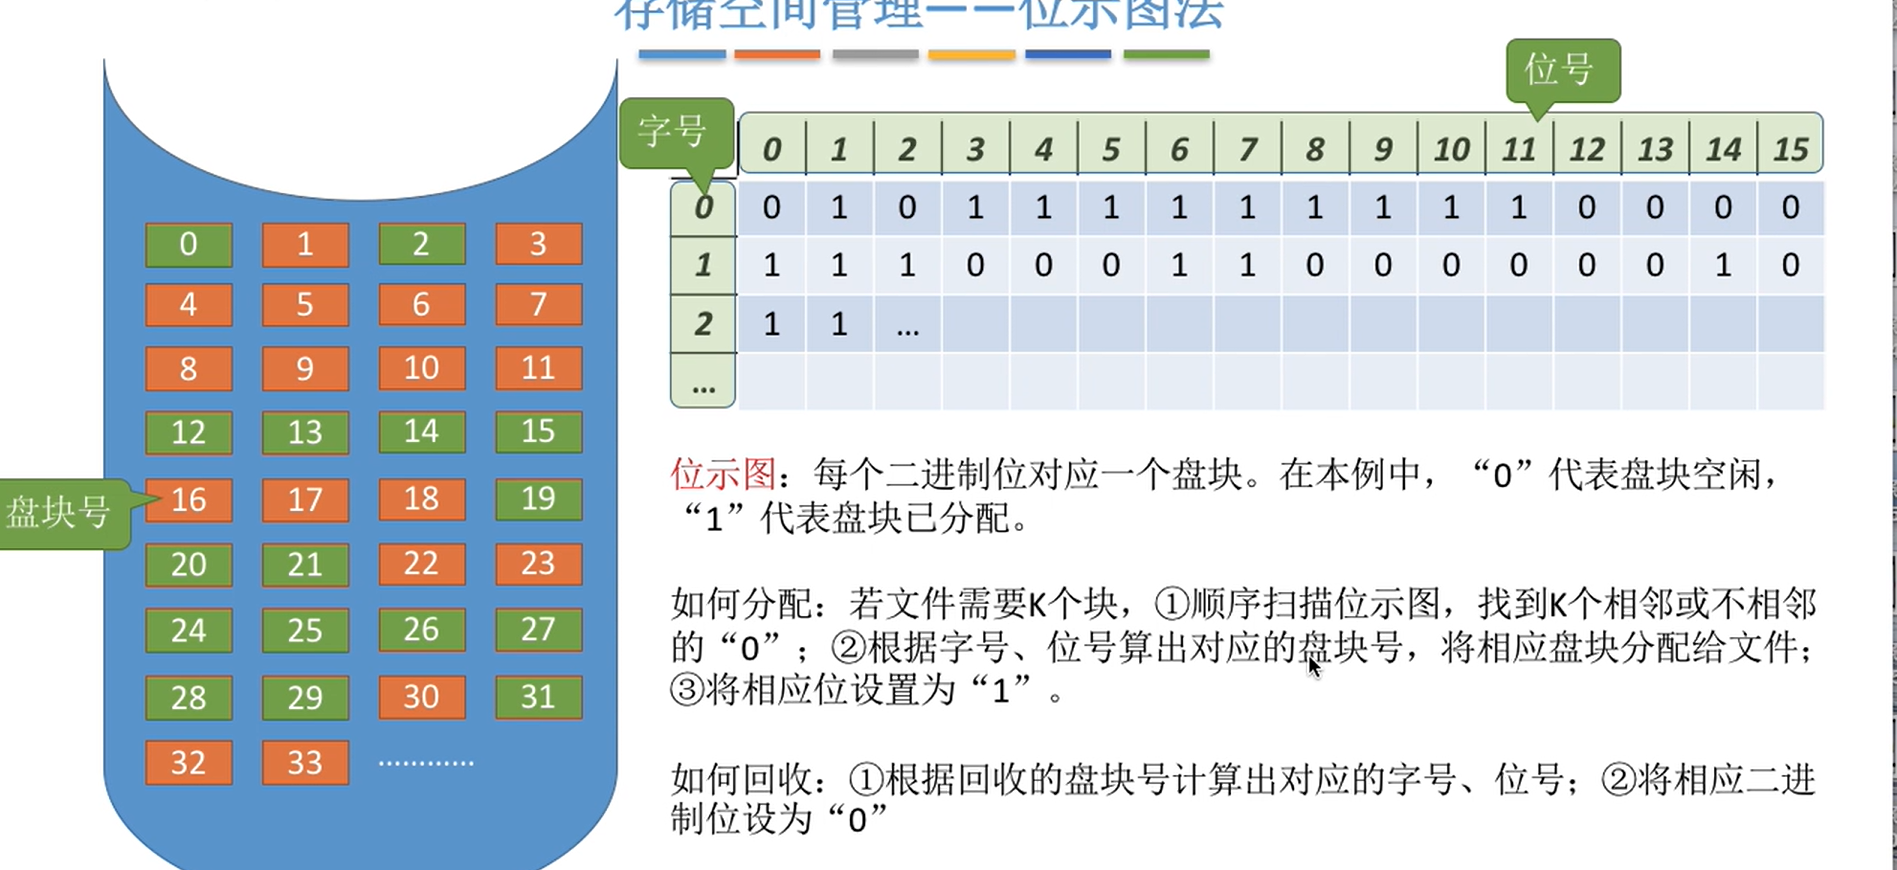 存储空间管理——位示图法
位号
字号
0 1 2 3 4 5 6 7 8 9 10 11 12 13 14 15
0 0 1 0 1 1 1 1 1 1 1 1 1 0 0 0 0
1 1 1 1 0 0 0 1 1 0 0 0 0 0 0 1 0
2 1 1 …
…
0 1 2 3
4 5 6 7
8 9 10 11
12 13 14 15
盘块号
16 17 18 19
20 21 22 23
24 25 26 27
28 29 30 31
32 33 …………
位示图：每个二进制位对应一个盘块。在本例中，“0”代表盘块空闲，
“1”代表盘块已分配。
如何分配：若文件需要K个块，①顺序扫描位示图，找到K个相邻或不相邻
的“0”；②根据字号、位号算出对应的盘块号，将相应盘块分配给文件；
③将相应位设置为“1”。
如何回收：①根据回收的盘块号计算出对应的字号、位号；②将相应二进
制位设为“0”